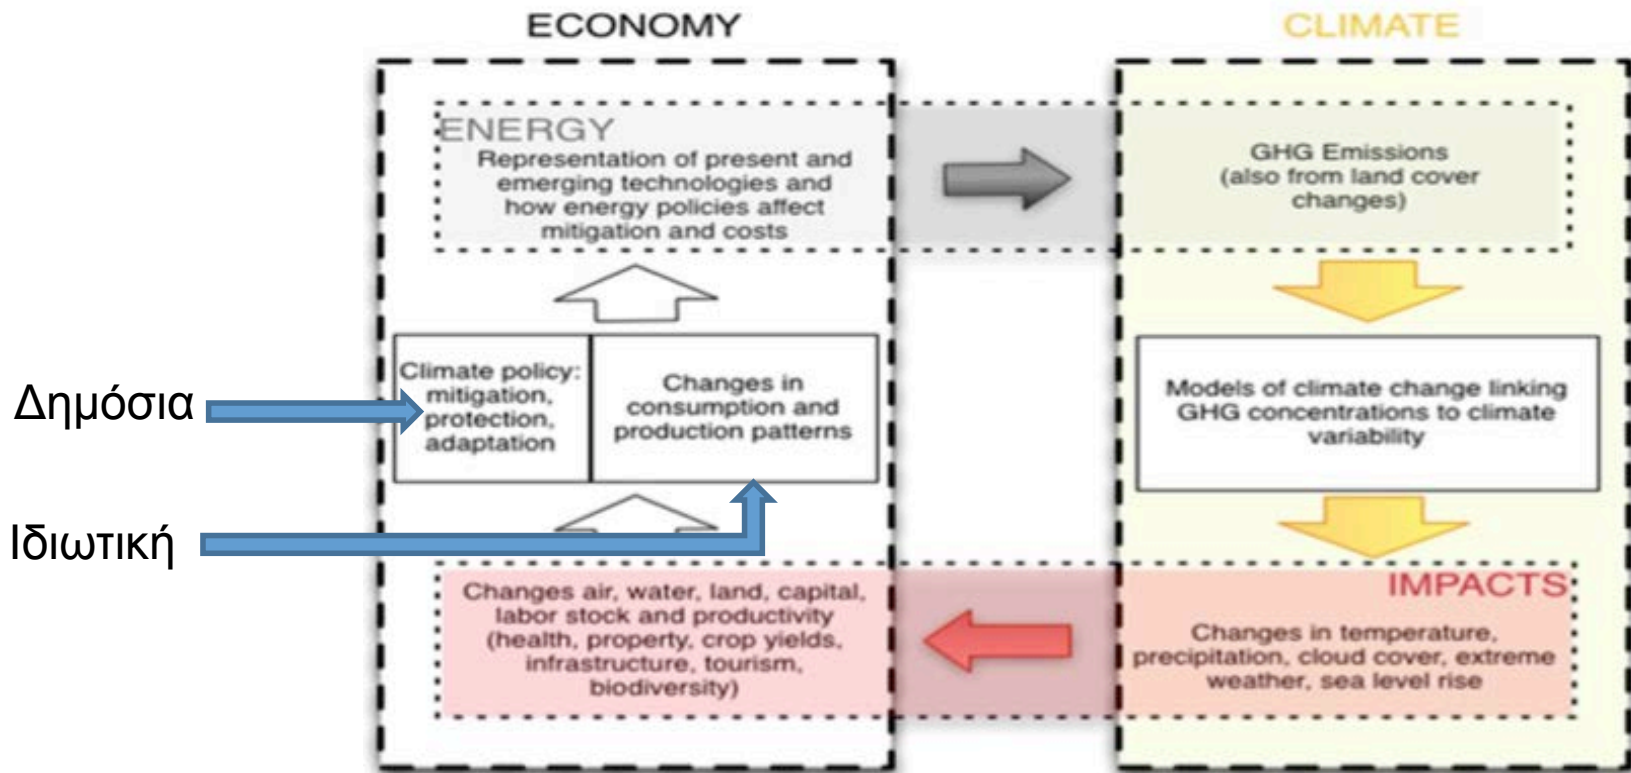 ECONOMY
CLIMATE
ENERGY
Representation of present and
emerging technologies and
how energy policies affect
mitigation and costs
GHG Emissions
(also from land cover
changes)
Δημόσια
Climate policy:
mitigation,
protection,
adaptation
Changes in
consumption and
production patterns
Models of climate change linking
GHG concentrations to climate
variability
Ιδιωτική
Changes air, water, land, capital,
labor stock and productivity
(health, property, crop yields,
infrastructure, tourism,
biodiversity)
IMPACTS
Changes in temperature,
precipitation, cloud cover, extreme
weather, sea level rise